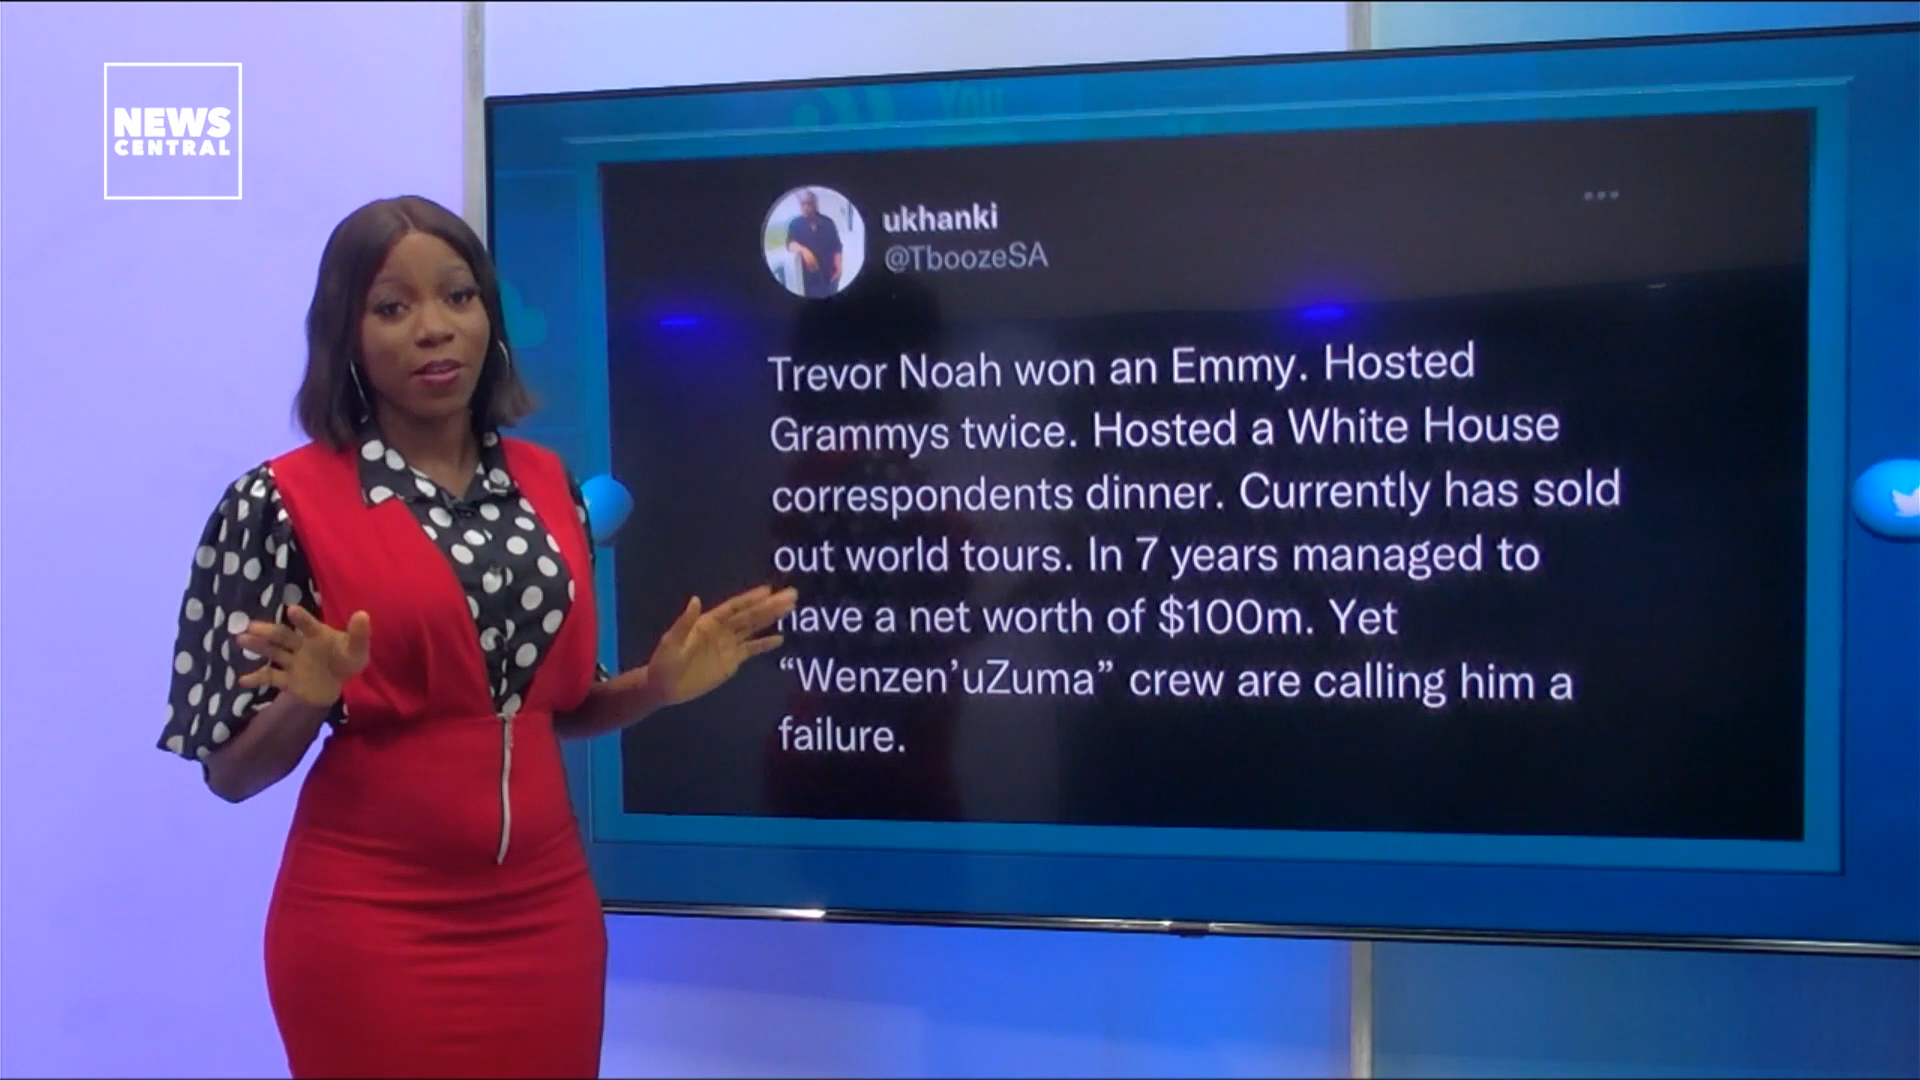 NEWS
CENTRAL
YOU
ukhanki
@TboozeSA
Trevor Noah won an Emmy. Hosted
Grammys twice. Hosted a White House
correspondents dinner. Currently has sold
out world tours. In 7 years managed to
have a net worth of $100m. Yet
“Wenzen’uZuma” crew are calling him a
failure.